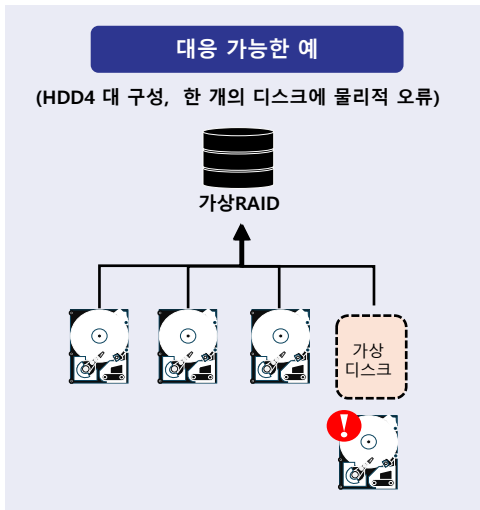 대응 가능한 예
(HDD4 대 구성, 한 개의 디스크에 물리적 오류)
가상RAID
가상
디스크
!